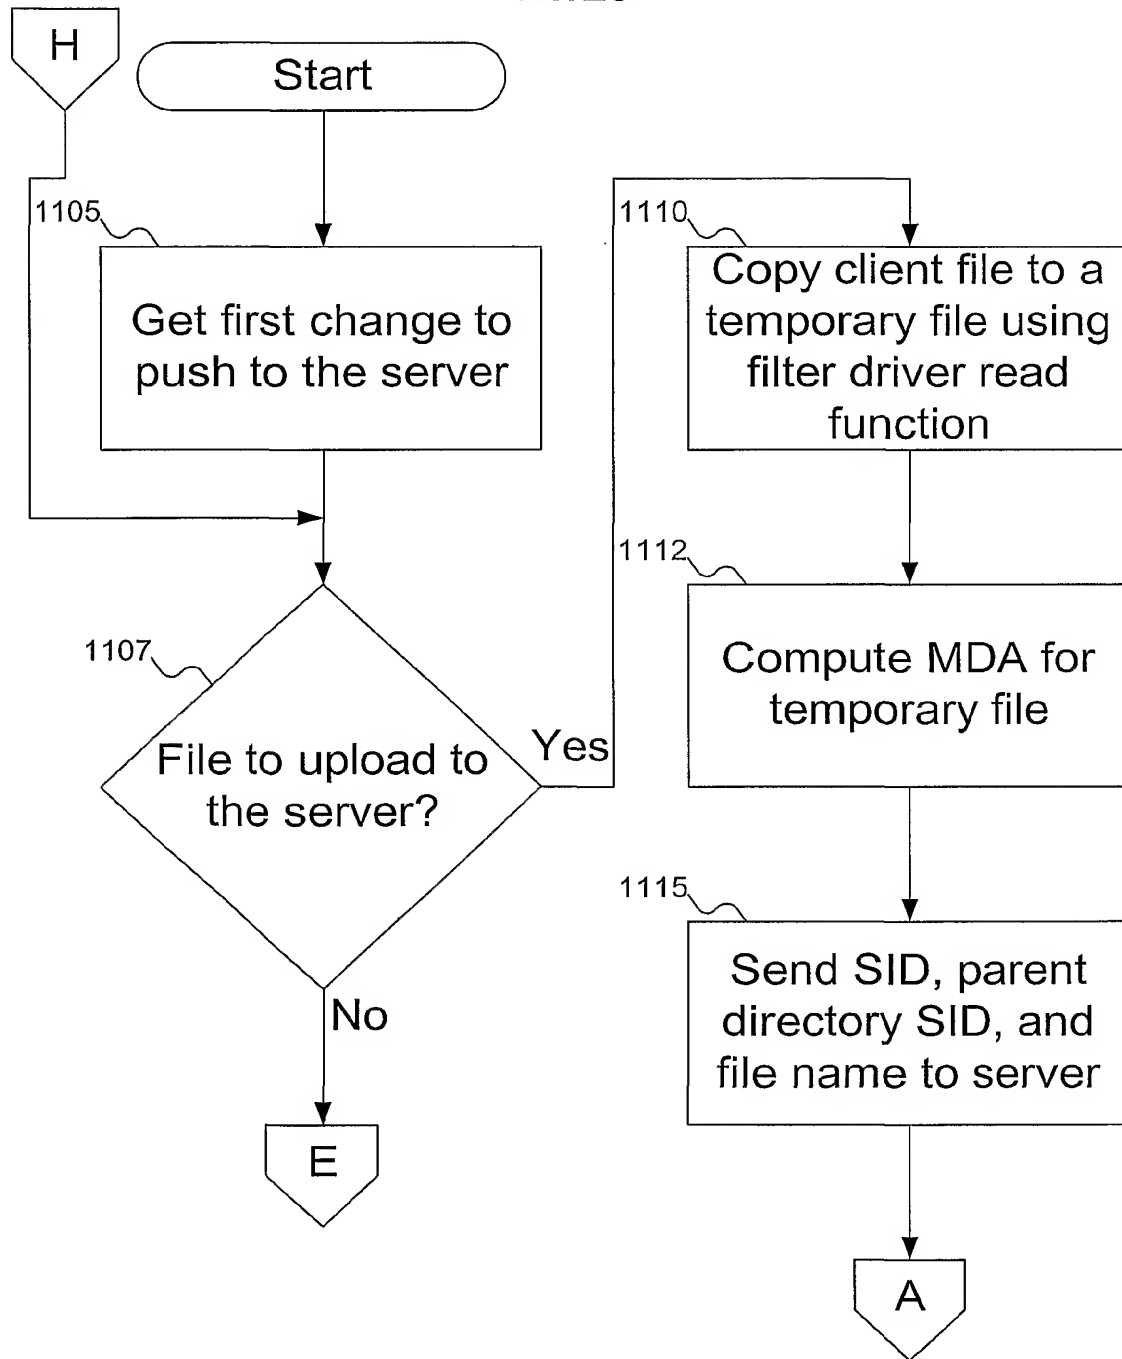 H
Start
1105
Get first change to
push to the server
1107
File to upload to
the server?
Yes
No
E
1110
Copy client file to a
temporary file using
filter driver read
function
1112
Compute MDA for
temporary file
1115
Send SID, parent
directory SID, and
file name to server
A